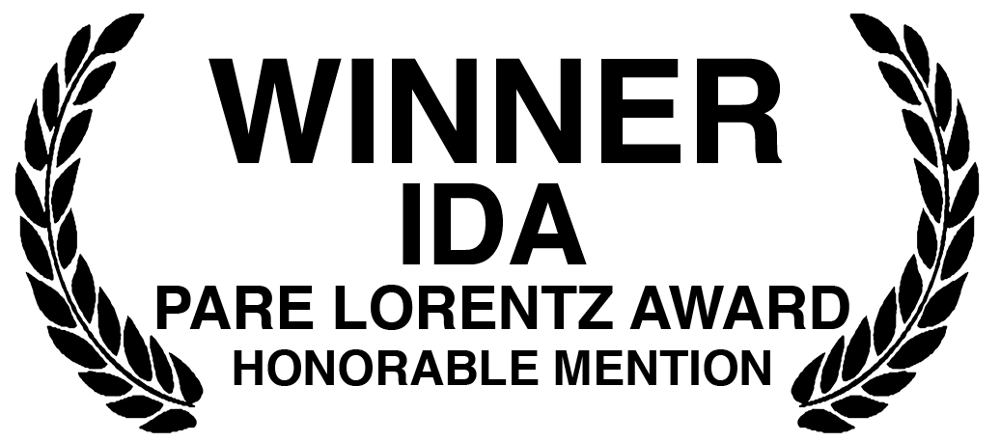 WINNER
IDA
PARE LORENTZ AWARD
HONORABLE MENTION